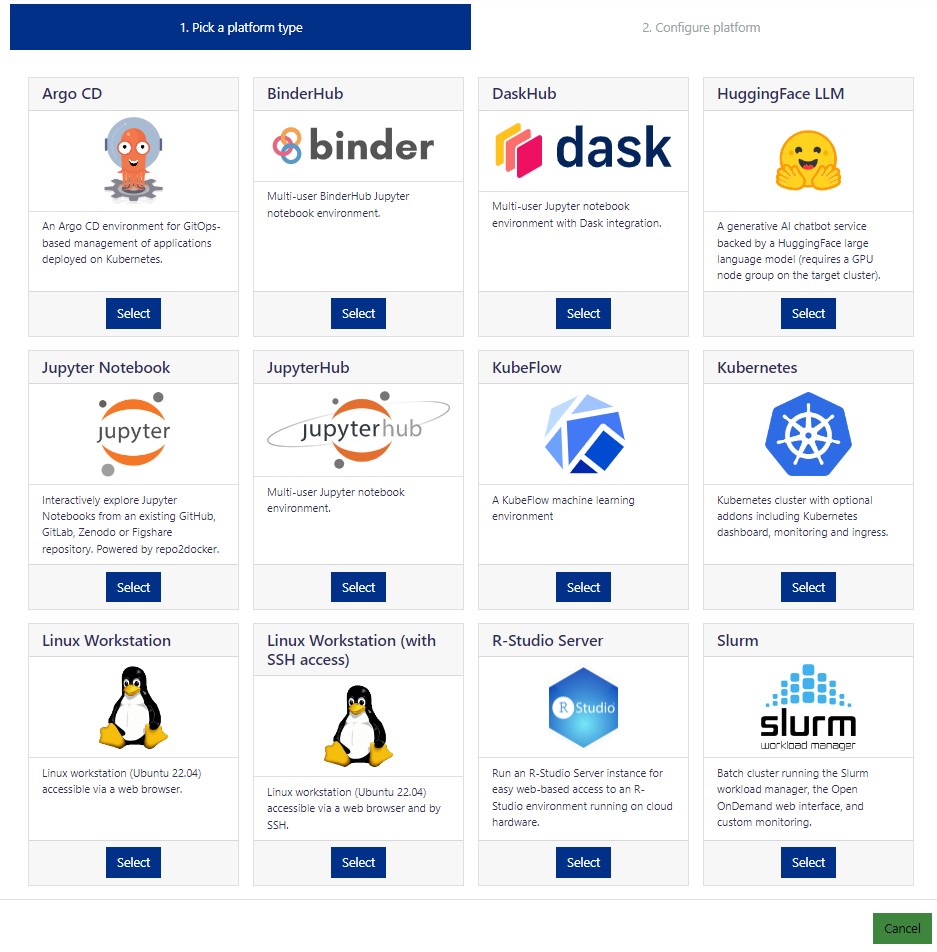 1. Pick a platform type
2. Configure platform
Argo CD
An Argo CD environment for GitOps-
based management of applications
deployed on Kubernetes.
Select
BinderHub
binder
Multi-user BinderHub Jupyter
notebook environment.
Select
DaskHub
dask
Multi-user Jupyter notebook
environment with Dask integration.
Select
HuggingFace LLM
A generative AI chatbot service
backed by a HuggingFace large
language model (requires a GPU
node group on the target cluster).
Select
Jupyter Notebook
jupyter
Interactively explore Jupyter
Notebooks from an existing GitHub,
GitLab, Zenodo or Figshare
repository. Powered by repo2docker.
Select
JupyterHub
jupyterhub
Multi-user Jupyter notebook
environment.
Select
KubeFlow
A KubeFlow machine learning
environment
Select
Kubernetes
Kubernetes cluster with optional
addons including Kubernetes
dashboard, monitoring and ingress.
Select
Linux Workstation
Linux workstation (Ubuntu 22.04)
accessible via a web browser.
Select
Linux Workstation (with
SSH access)
Linux workstation (Ubuntu 22.04)
accessible via a web browser and by
SSH.
Select
R-Studio Server
R Studio
Run an R-Studio Server instance for
easy web-based access to an R-
Studio environment running on cloud
hardware.
Select
Slurm
slurm
workload manager
Batch cluster running the Slurm
workload manager, the Open
OnDemand web interface, and
custom monitoring.
Select
Cancel